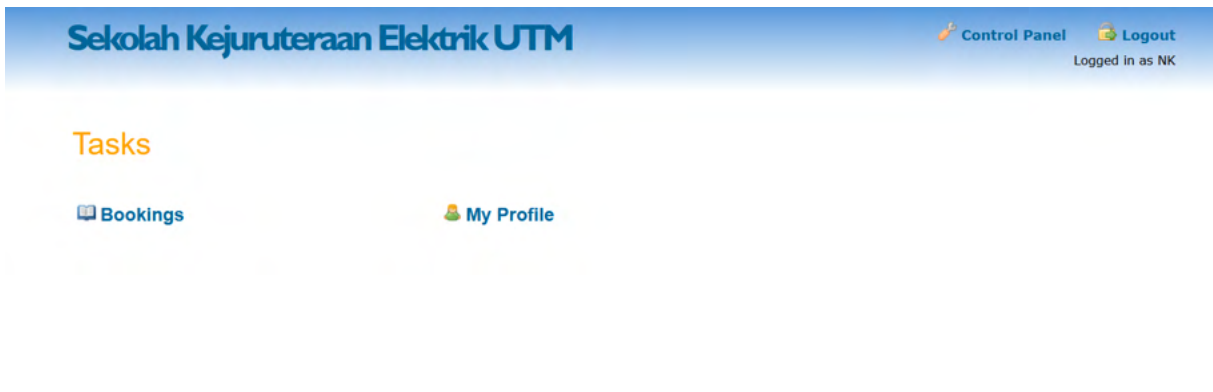 Sekolah Kejuruteraan Elektrik UTM
Control Panel Logout
Logged in as NK
Tasks
Bookings My Profile